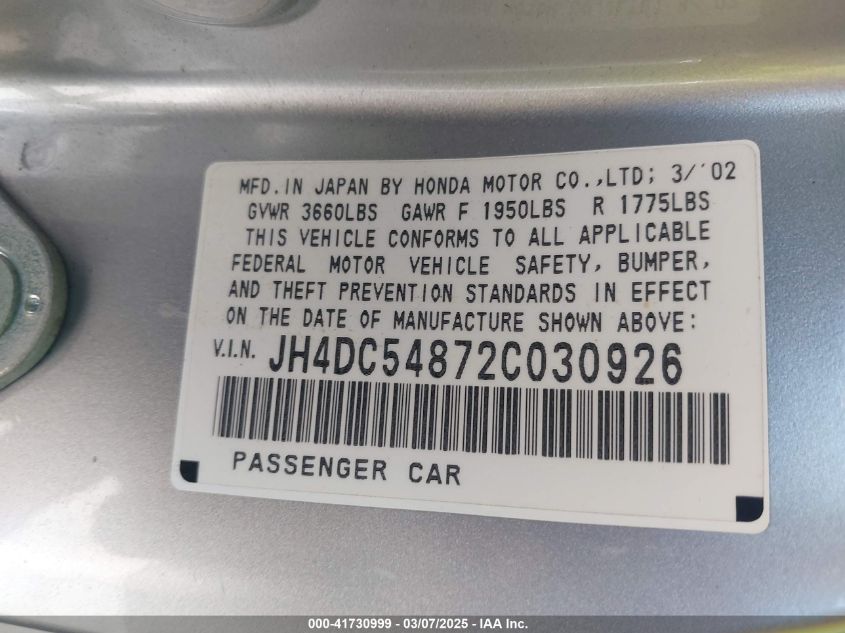 MFD. IN JAPAN BY HONDA MOTOR CO.,LTD; 3/'02
GVWR 3660LBS GAWR F 1950LBS R 1775LBS
THIS VEHICLE CONFORMS TO ALL APPLICABLE
FEDERAL MOTOR VEHICLE SAFETY, BUMPER,
AND THEFT PREVENTION STANDARDS IN EFFECT
ON THE DATE OF MANUFACTURE SHOWN ABOVE:
V.I.N. JH4DC54872C030926
PASSENGER CAR
000-41730999 - 03/07/2025 - IAA Inc.